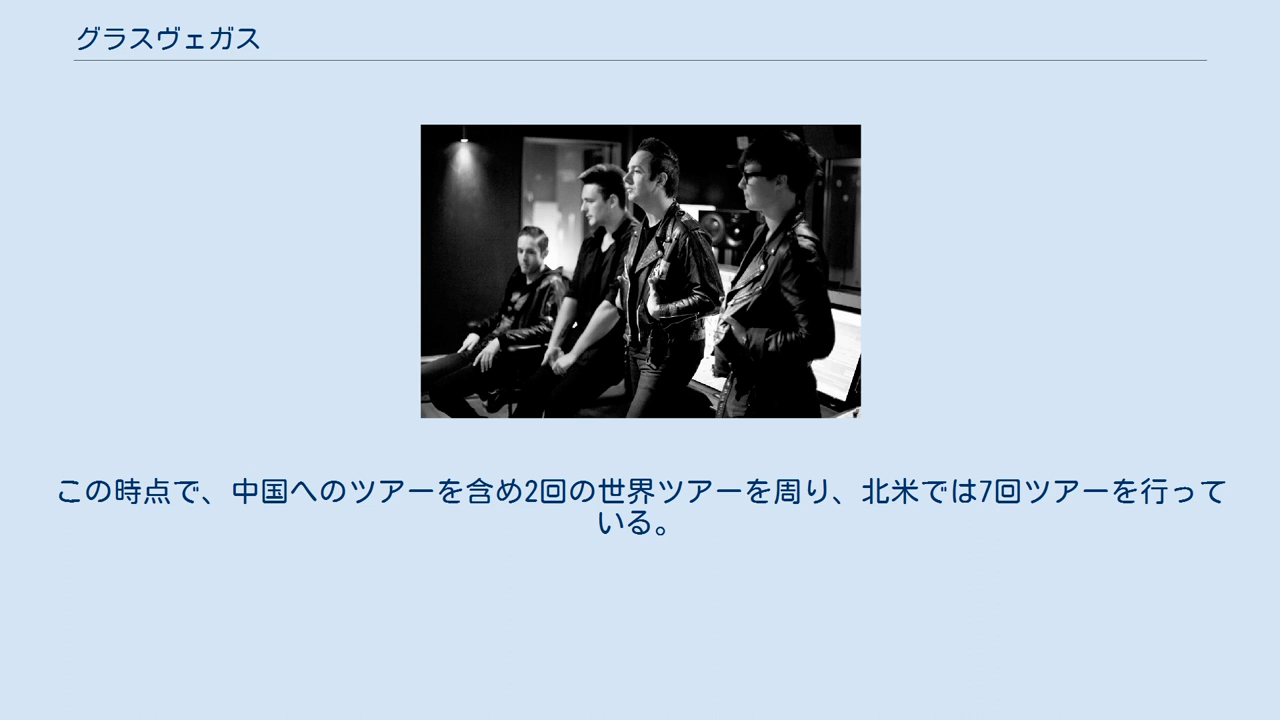 グラスヴェガス
この時点で、中国へのツアーを含め2回の世界ツアーを周り、北米では7回ツアーを行って
いる。